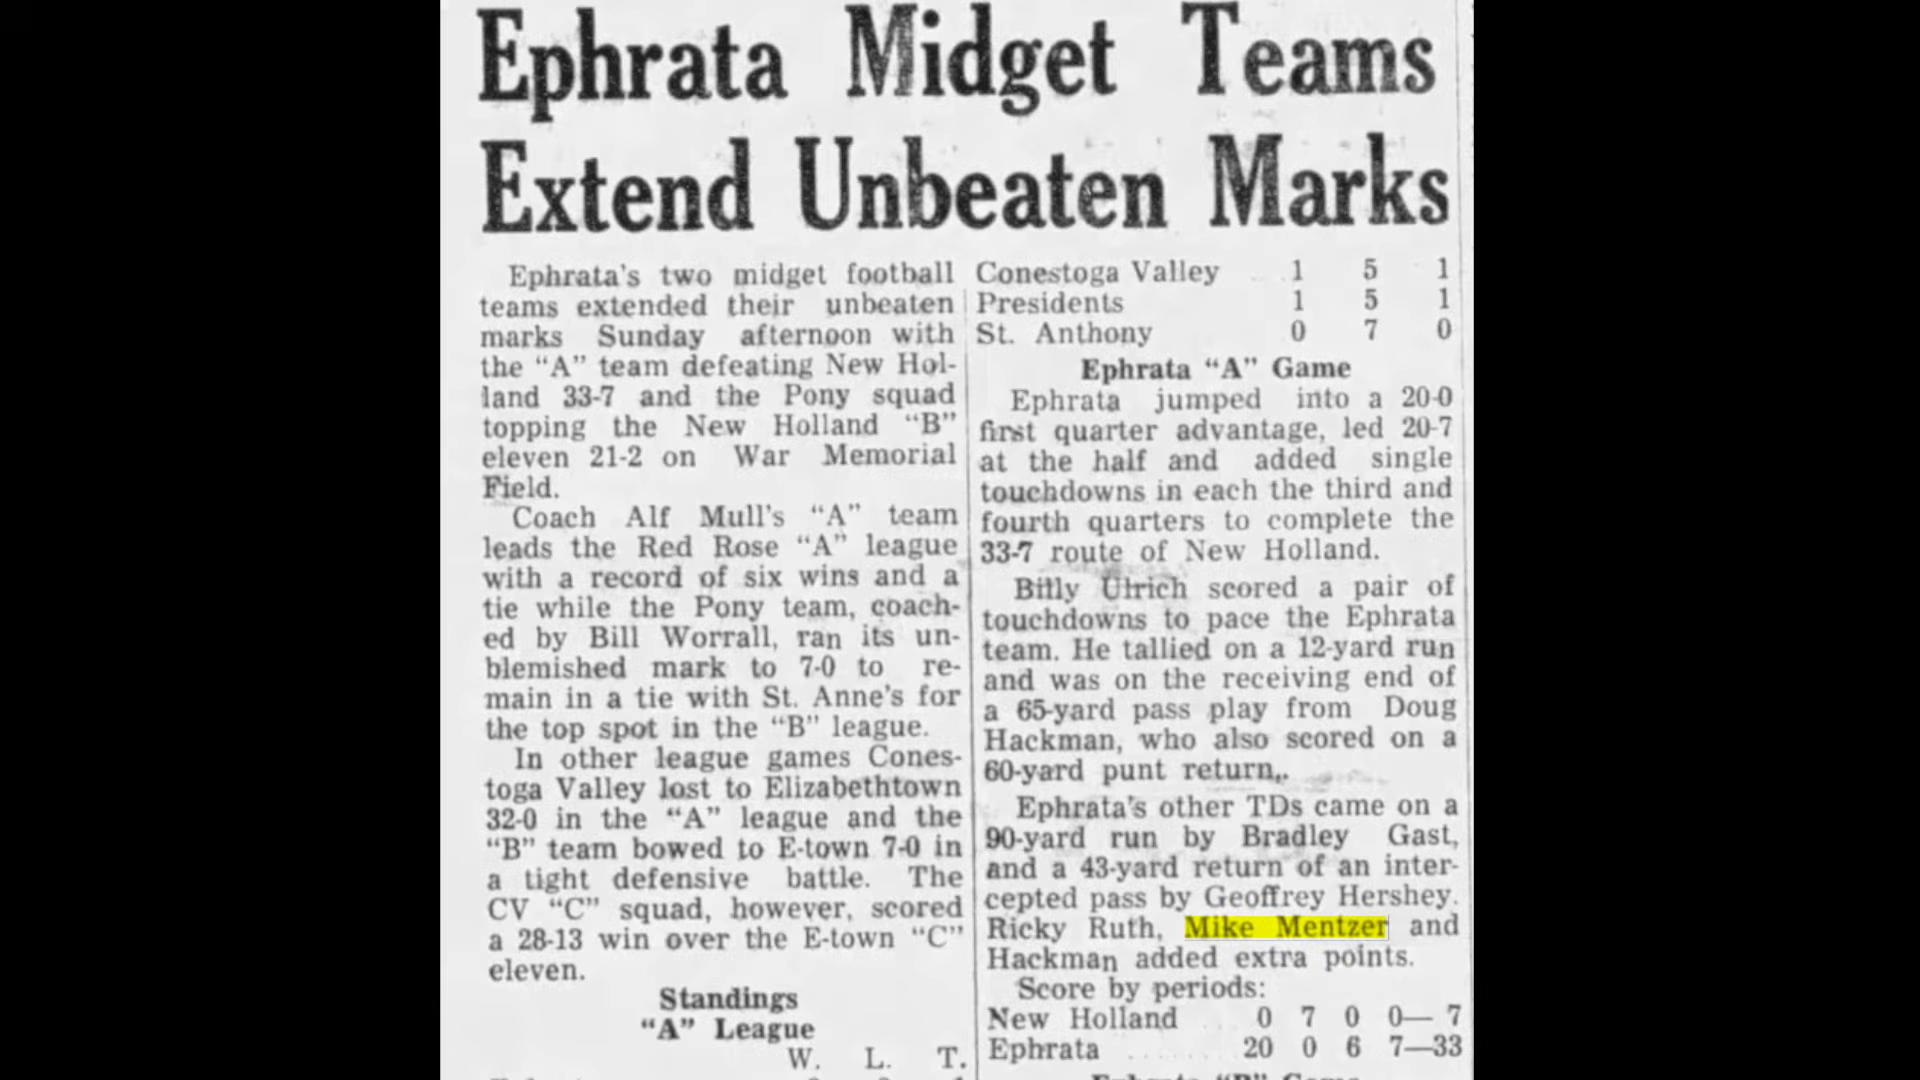 Ephrata Midget Teams
Extend Unbeaten Marks
Ephrata's two midget football
teams extended their unbeaten
marks Sunday afternoon with
the "A" team defeating New Hol-
land 33-7 and the Pony squad
topping the New Holland "B"
eleven 21-2 on War Memorial
Field.
Coach Alf Mull's "A" team
leads the Red Rose "A" league
with a record of six wins and a
tie while the Pony team, coach-
ed by Bill Worrall, ran its un-
blemished mark to 7-0 to re-
main in a tie with St. Anne's for
the top spot in the "B" league.
In other league games Cones-
toga Valley lost to Elizabethtown
32-0 in the "A" league and the
"B" team bowed to E-town 7-0 in
a tight defensive battle. The
CV "C" squad, however, scored
a 28-13 win over the E-town "C"
eleven.
Standings
"A" League
W. L. T.
Conestoga Valley 1 5 1
Presidents 1 5 1
St. Anthony 0 7 0
Ephrata "A" Game
Ephrata jumped into a 20-0
first quarter advantage, led 20-7
at the half and added single
touchdowns in each the third and
fourth quarters to complete the
33-7 route of New Holland.
Billy Ulrich scored a pair of
touchdowns to pace the Ephrata
team. He tallied on a 12-yard run
and was on the receiving end of
a 65-yard pass play from Doug
Hackman, who also scored on a
60-yard punt return.
Ephrata's other TDs came on a
90-yard run by Bradley Gast,
and a 43-yard return of an inter-
cepted pass by Geoffrey Hershey.
Ricky Ruth, Mike Mentzer and
Hackman added extra points.
Score by periods:
New Holland 0 7 0 0— 7
Ephrata 20 0 6 7—33